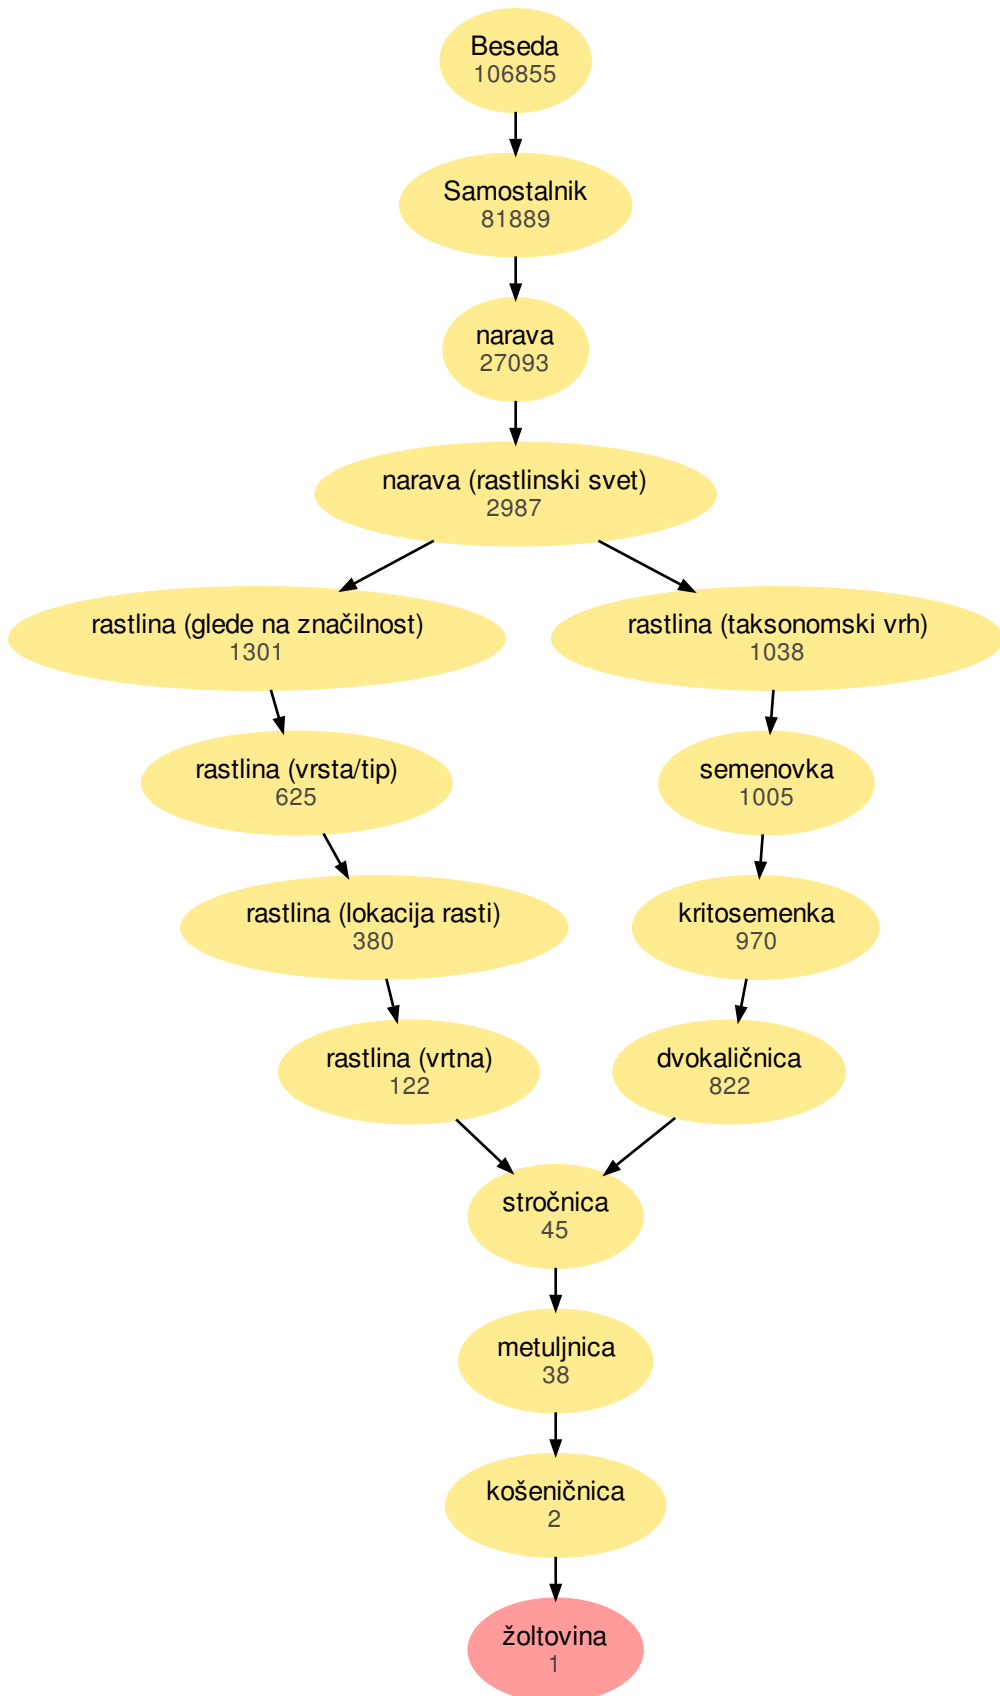 Beseda
106855
Samostalnik
81889
narava
27093
narava (rastlinski svet)
2987
rastlina (glede na značilnost)
1301
rastlina (taksonomski vrh)
1038
rastlina (vrsta/tip)
625
semenovka
1005
rastlina (lokacija rasti)
380
kritosemenka
970
rastlina (vrtna)
122
dvokaličnica
822
stročnica
45
metuljnica
38
košeničnica
2
žoltovina
1